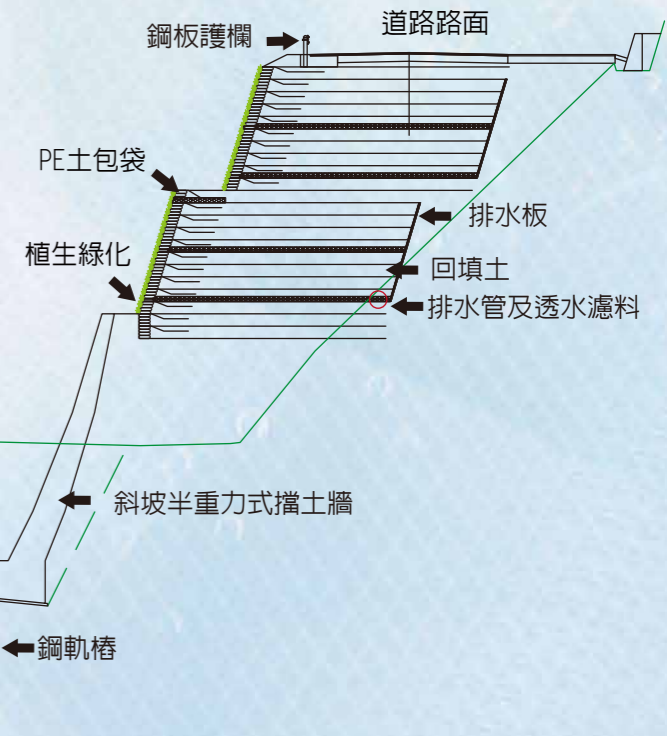 道路路面
鋼板護欄
PE土包袋
排水板
植生綠化
回填土
排水管及透水濾料
斜坡半重力式擋土牆
鋼軌樁